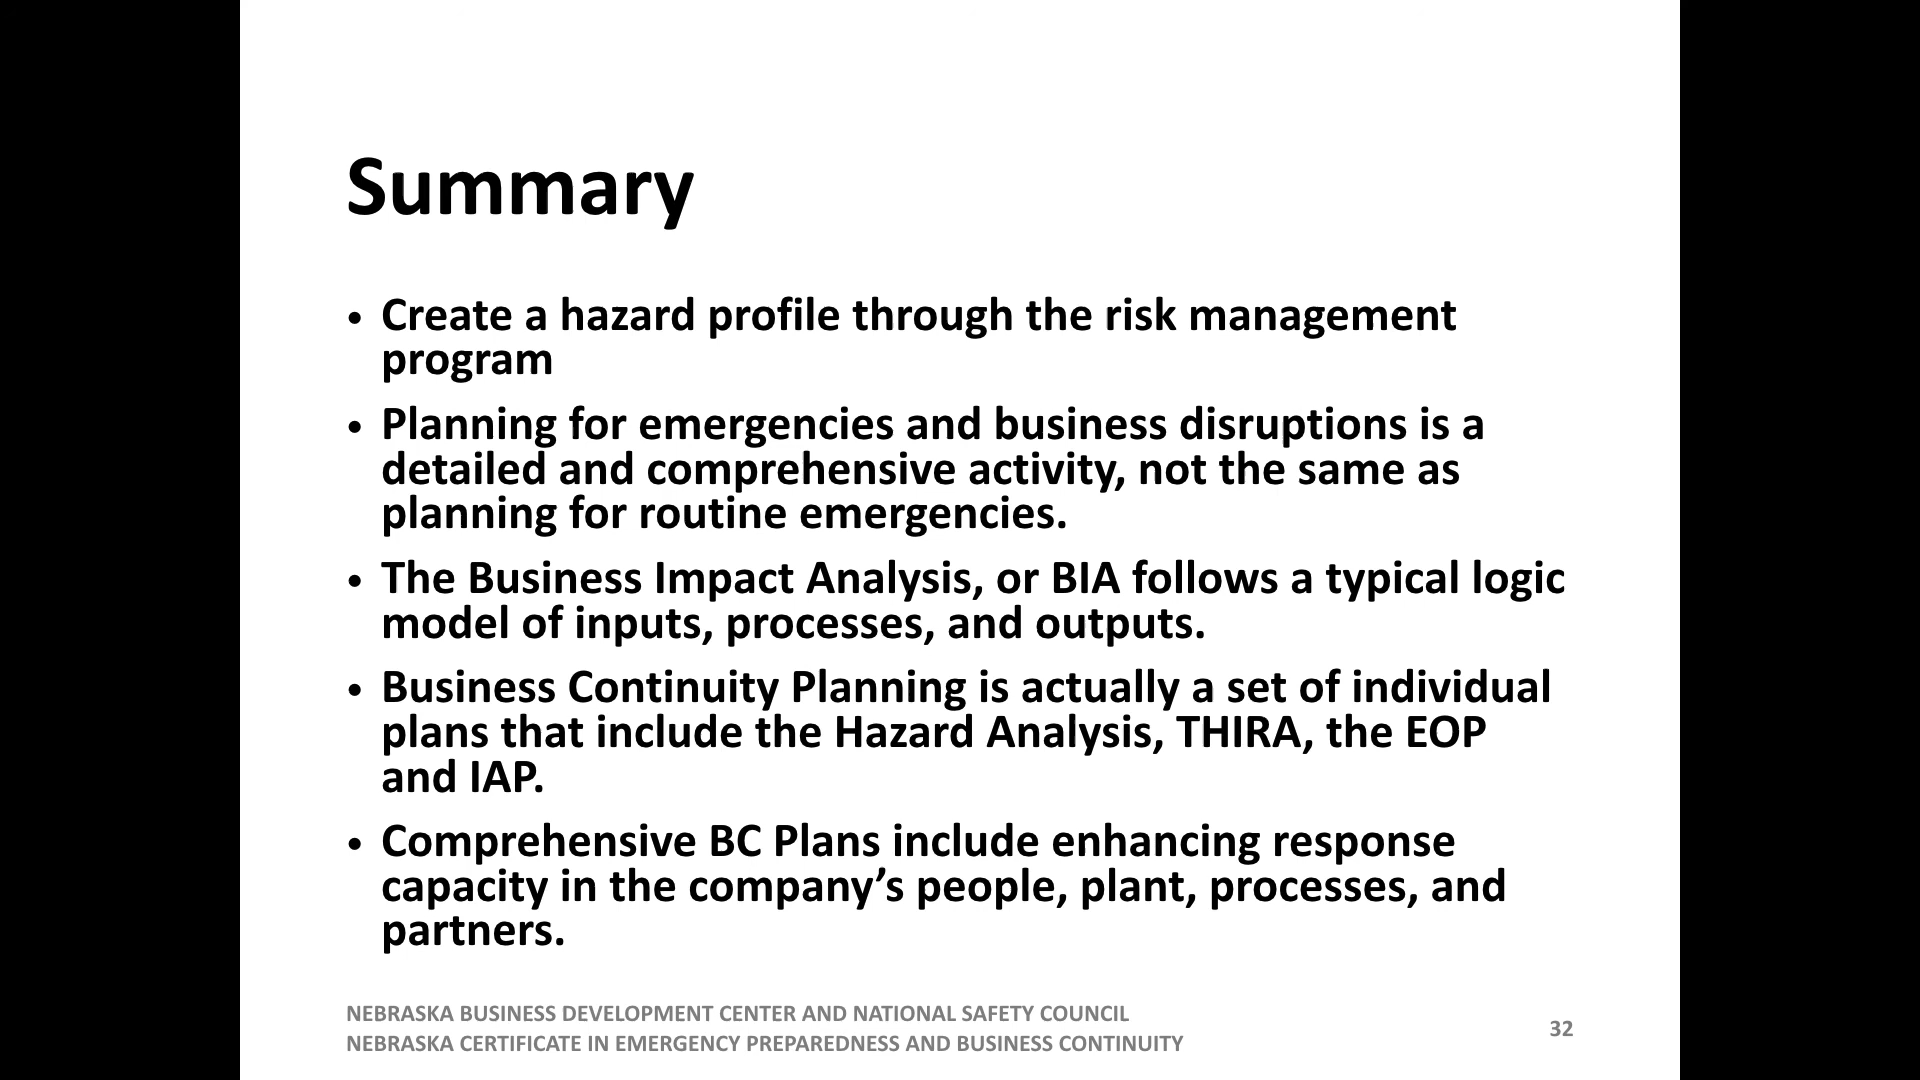 Summary
• Create a hazard profile through the risk management
program
• Planning for emergencies and business disruptions is a
detailed and comprehensive activity, not the same as
planning for routine emergencies.
• The Business Impact Analysis, or BIA follows a typical logic
model of inputs, processes, and outputs.
• Business Continuity Planning is actually a set of individual
plans that include the Hazard Analysis, THIRA, the EOP
and IAP.
• Comprehensive BC Plans include enhancing response
capacity in the company’s people, plant, processes, and
partners.
NEBRASKA BUSINESS DEVELOPMENT CENTER AND NATIONAL SAFETY COUNCIL
NEBRASKA CERTIFICATE IN EMERGENCY PREPAREDNESS AND BUSINESS CONTINUITY
32